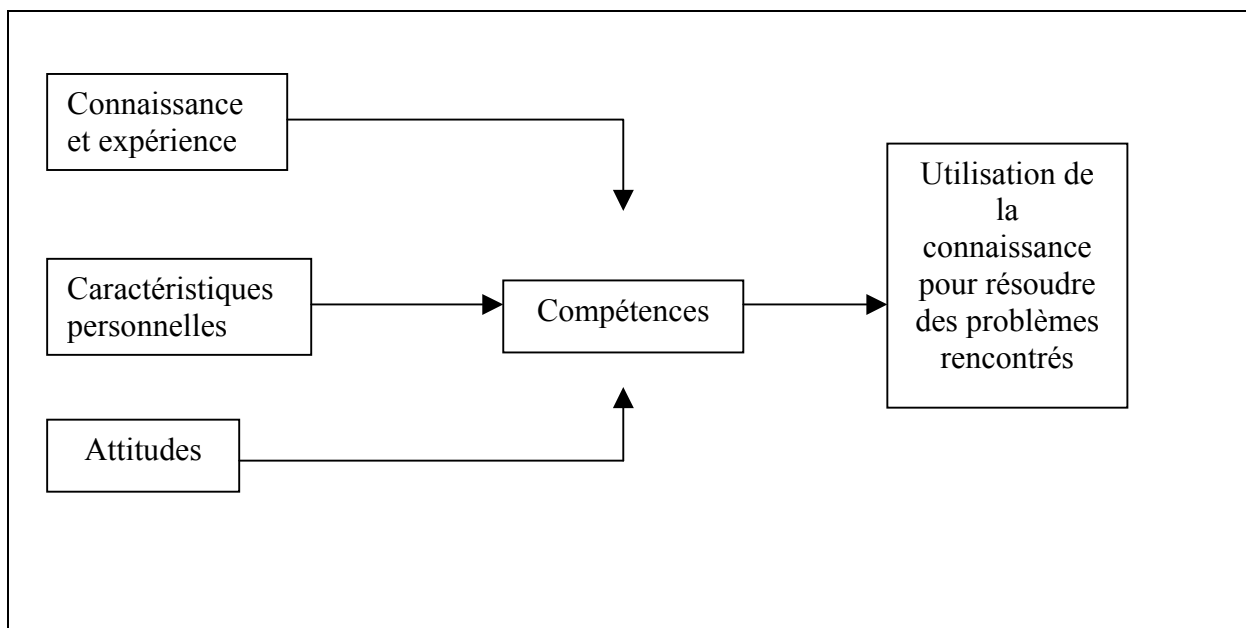 Connaissance
et expérience
Caractéristiques
personnelles
Attitudes
Compétences
Utilisation de
la
connaissance
pour résoudre
des problèmes
rencontrés